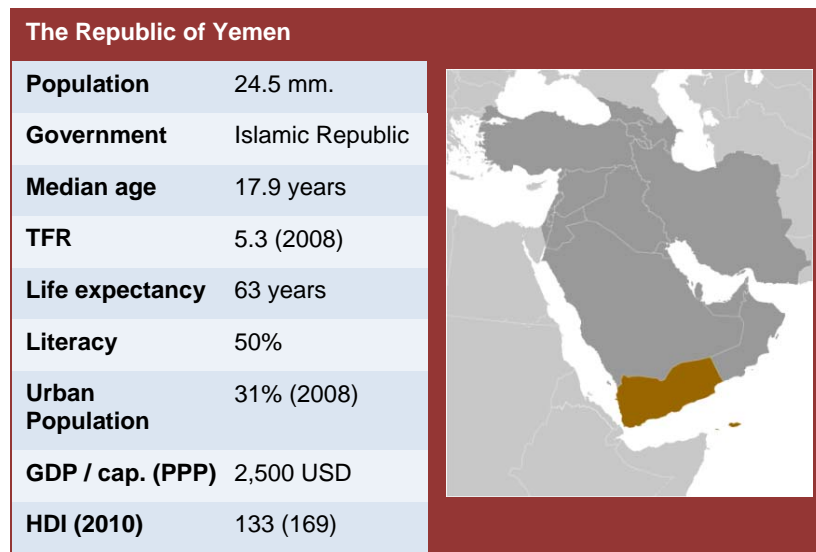 The Republic of Yemen
Population 24.5 mm.
Government Islamic Republic
Median age 17.9 years
TFR 5.3 (2008)
Life expectancy 63 years
Literacy 50%
Urban 31% (2008)
Population
GDP / cap. (PPP) 2,500 USD
HDI (2010) 133 (169)